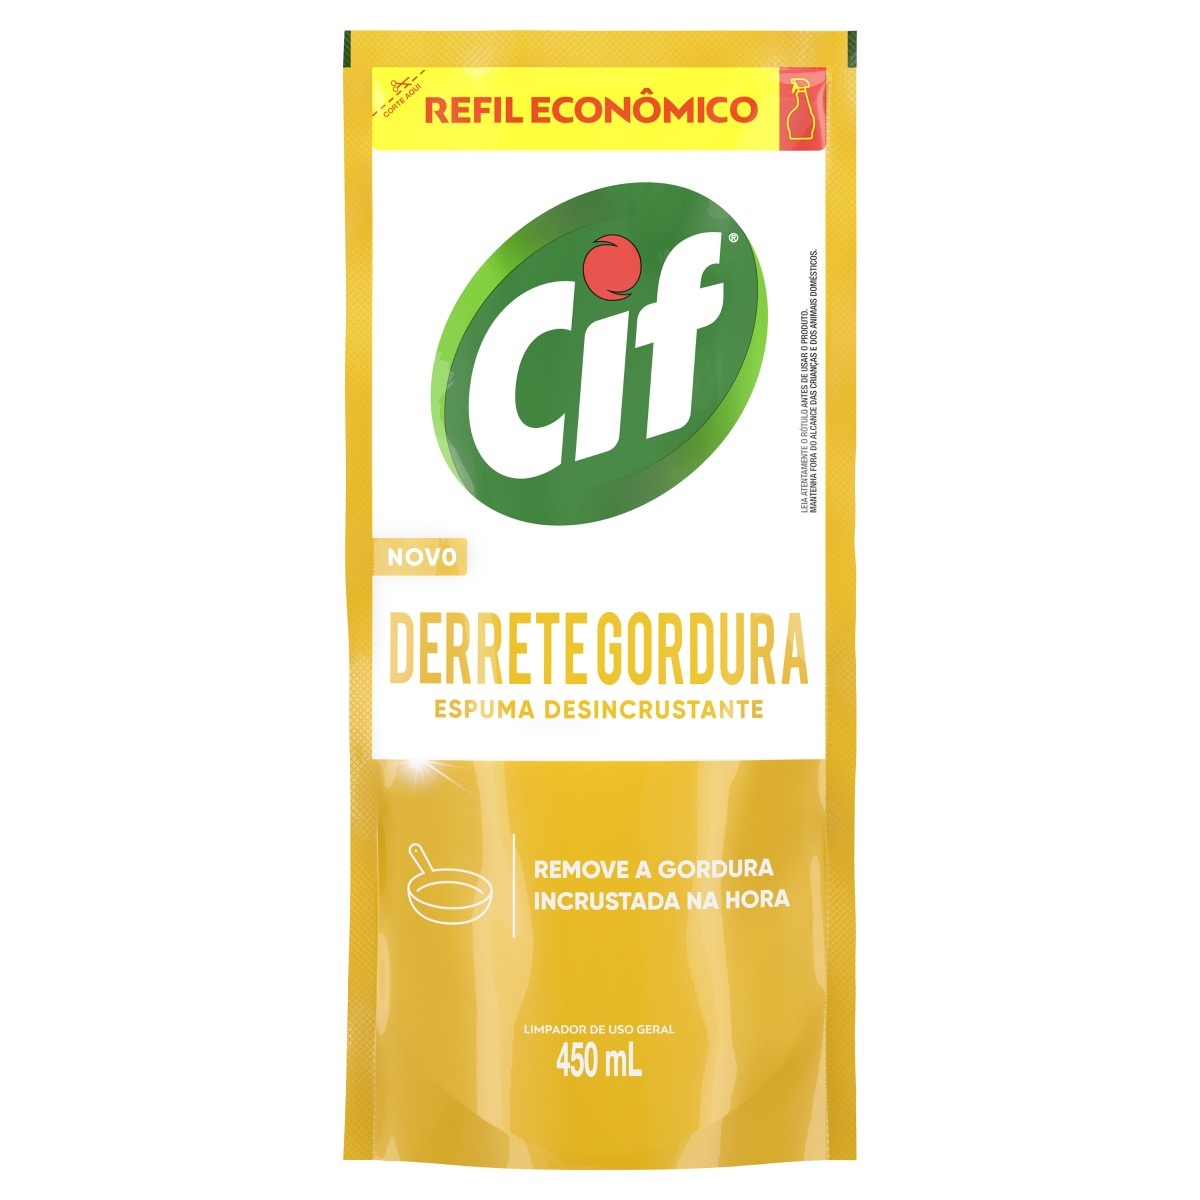 CORTE AQUI
REFIL ECONÔMICO
Cif®
LEIA ATENTAMENTE O RÓTULO ANTES DE USAR O PRODUTO.
MANTENHA FORA DO ALCANCE DAS CRIANÇAS E DOS ANIMAIS DOMÉSTICOS.
NOVO
DERRETE GORDURA
ESPUMA DESINCRUSTANTE
REMOVE A GORDURA
INCRUSTADA NA HORA
LIMPADOR DE USO GERAL
450 mL